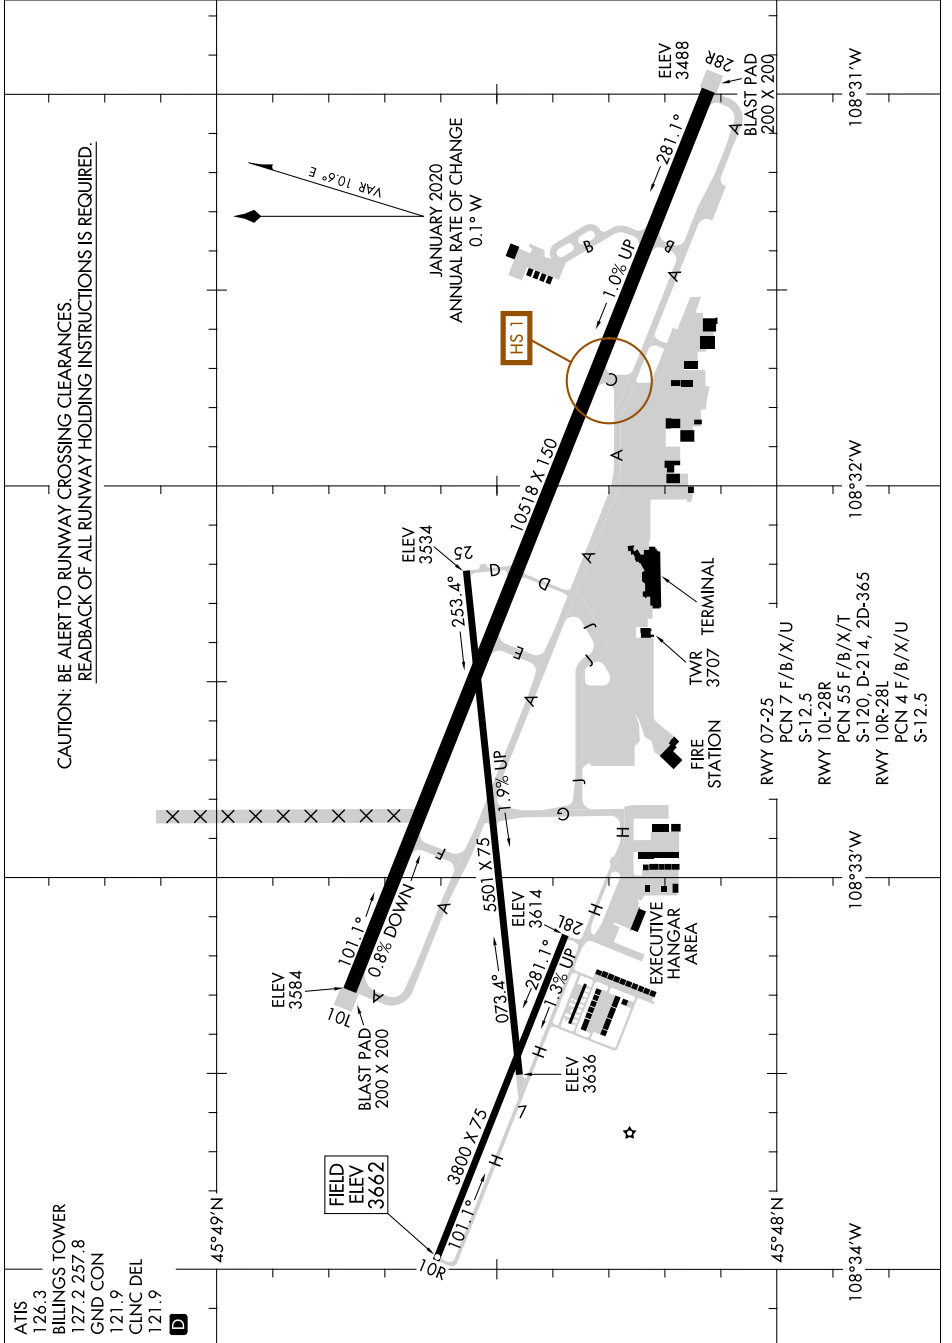 ATIS
126.3
BILLINGS TOWER
127.2 257.8
GND CON
121.9
CLNC DEL
121.9
D
CAUTION: BE ALERT TO RUNWAY CROSSING CLEARANCES.
READBACK OF ALL RUNWAY HOLDING INSTRUCTIONS IS REQUIRED.
VAR 10.6° E
JANUARY 2020
ANNUAL RATE OF CHANGE
0.1° W
45°49'N
45°48'N
108°34'W
108°33'W
108°32'W
108°31'W
FIELD
ELEV
3662
10R
101.1°
3800 X 75
H
L
H
ELEV
3636
281.1°
1.3% UP
28L
ELEV
3614
H
H
EXECUTIVE
HANGAR
AREA
073.4°
5501 X 75
1.9% UP
253.4°
25
ELEV
3534
ELEV
3584
10L
BLAST PAD
200 X 200
A
101.1°
0.8% DOWN
A
F
G
J
A
E
J
J
D
D
A
10518 X 150
A
C
HS 1
1.0% UP
A
B
B
281.1°
A
ELEV
3488
28R
BLAST PAD
200 X 200
FIRE
STATION
TWR
3707
TERMINAL
RWY 07-25
PCN 7 F/B/X/U
S-12.5
RWY 10L-28R
PCN 55 F/B/X/T
S-120, D-214, 2D-365
RWY 10R-28L
PCN 4 F/B/X/U
S-12.5